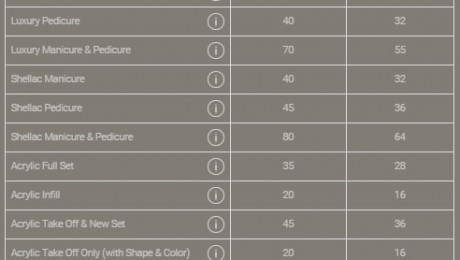 Luxury Pedicure 40 32
Luxury Manicure & Pedicure 70 55
Shellac Manicure 40 32
Shellac Pedicure 45 36
Shellac Manicure & Pedicure 80 64
Acrylic Full Set 35 28
Acrylic Infill 20 16
Acrylic Take Off & New Set 45 36
Acrylic Take Off Only (with Shape & Color) 20 16